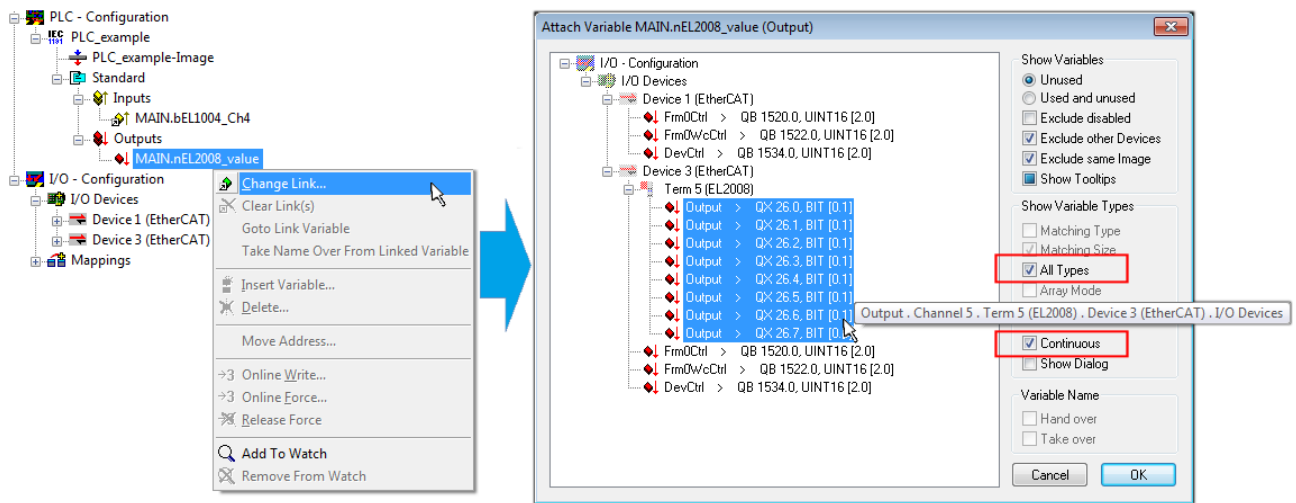 PLC - Configuration
IEC 1131 PLC_example
PLC_example-Image
Standard
Inputs
MAIN.bEL1004_Ch4
Outputs
MAIN.nEL2008_value
I/O - Configuration
I/O Devices
Device 1 (EtherCAT)
Device 3 (EtherCAT)
Mappings
Change Link...
Clear Link(s)
Goto Link Variable
Take Name Over From Linked Variable
Insert Variable...
Delete...
Move Address...
→3 Online Write...
→3 Online Force...
Release Force
Add To Watch
Remove From Watch
Attach Variable MAIN.nEL2008_value (Output)
I/O - Configuration
I/O Devices
Device 1 (EtherCAT)
Frm0Ctrl > QB 1520.0, UINT16 [2.0]
Frm0WcCtrl > QB 1522.0, UINT16 [2.0]
DevCtrl > QB 1534.0, UINT16 [2.0]
Device 3 (EtherCAT)
Term 5 (EL2008)
Output > QX 26.0, BIT [0.1]
Output > QX 26.1, BIT [0.1]
Output > QX 26.2, BIT [0.1]
Output > QX 26.3, BIT [0.1]
Output > QX 26.4, BIT [0.1]
Output > QX 26.5, BIT [0.1]
Output > QX 26.6, BIT [0.1]
Output > QX 26.7, BIT [0.1]
Frm0Ctrl > QB 1520.0, UINT16 [2.0]
Frm0WcCtrl > QB 1522.0, UINT16 [2.0]
DevCtrl > QB 1534.0, UINT16 [2.0]
Show Variables
Unused
Used and unused
Exclude disabled
Exclude other Devices
Exclude same Image
Show Tooltips
Show Variable Types
Matching Type
Matching Size
All Types
Array Mode
Output . Channel 5 . Term 5 (EL2008) . Device 3 (EtherCAT) . I/O Devices
Continuous
Show Dialog
Variable Name
Hand over
Take over
Cancel
OK